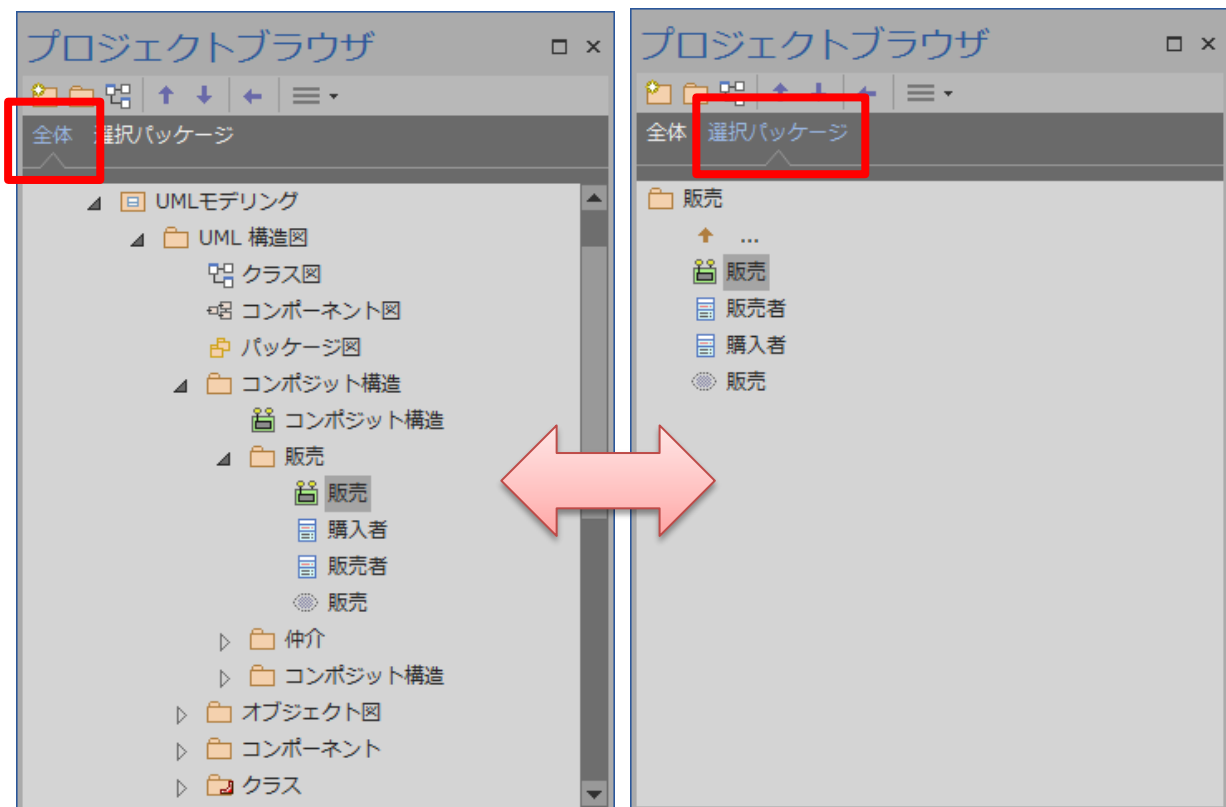 プロジェクトブラウザ
全体 選択パッケージ
UMLモデリング
UML 構造図
クラス図
コンポーネント図
パッケージ図
コンポジット構造
コンポジット構造
販売
販売
購入者
販売者
販売
仲介
コンポジット構造
オブジェクト図
コンポーネント
クラス
プロジェクトブラウザ
全体 選択パッケージ
販売
...
販売
販売者
購入者
販売